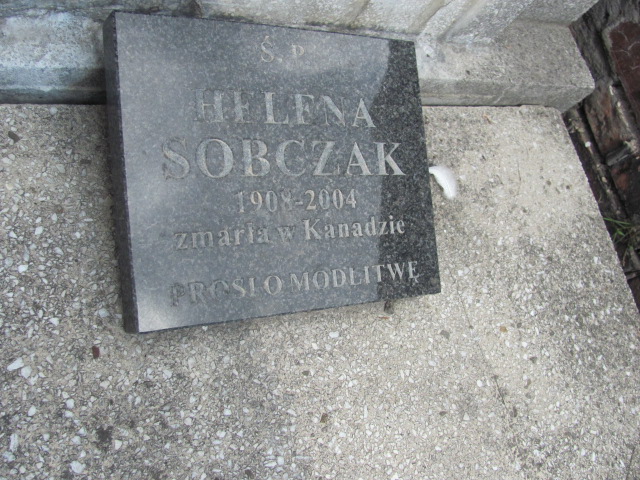 Ś. P.
HELENA
SOBCZAK
1908-2004
zmarła w Kanadzie
PROSI O MODLITWĘ